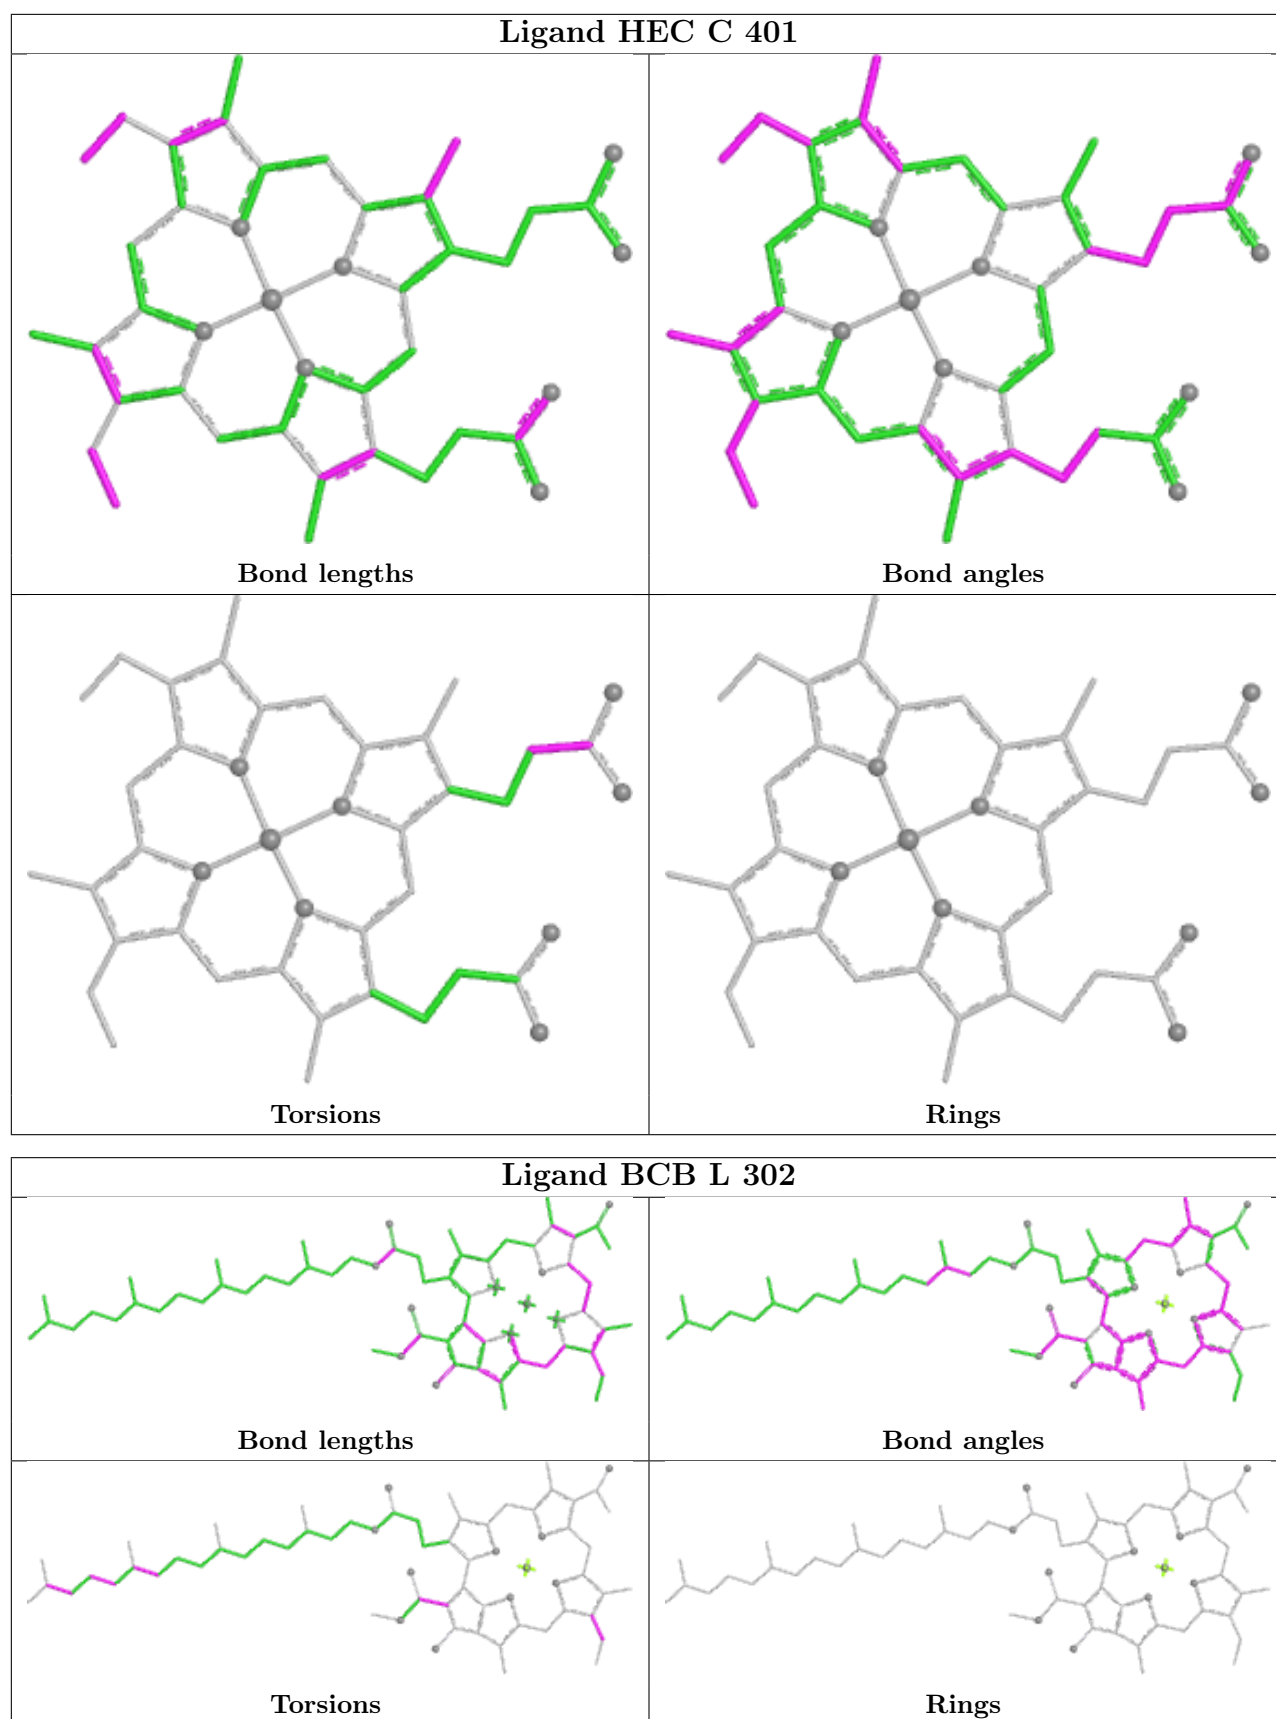 Ligand HEC C 401
Bond lengths
Bond angles
Torsions
Rings
Ligand BCB L 302
Bond lengths
Bond angles
Torsions
Rings